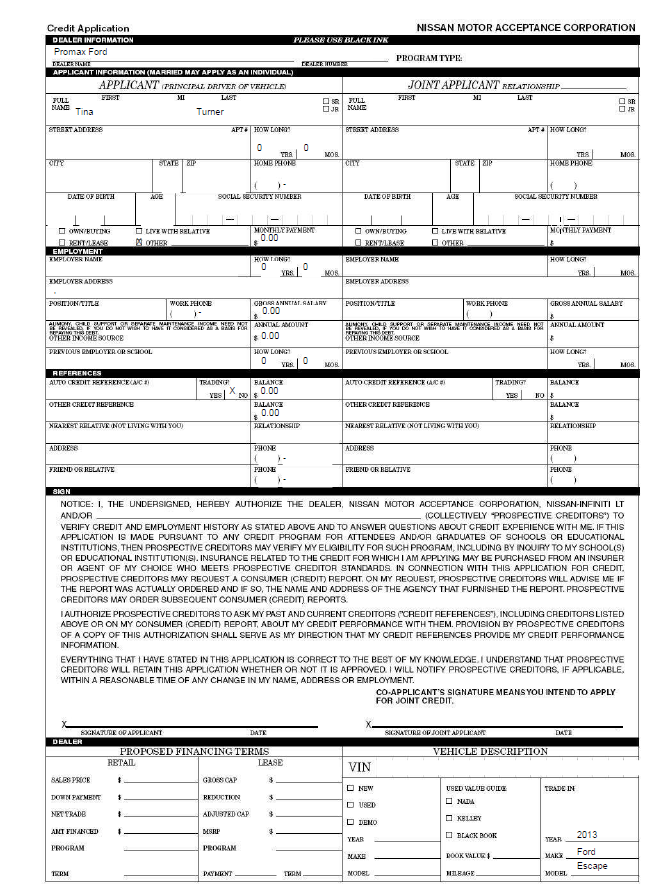 Credit Application NISSAN MOTOR ACCEPTANCE CORPORATION
DEALER INFORMATION PLEASE USE BLACK INK
Promax Ford
DEALER NAME DEALER NUMBER PROGRAM TYPE:
APPLICANT INFORMATION (MARRIED MAY APPLY AS AN INDIVIDUAL)
APPLICANT (PRINCIPAL DRIVER OF VEHICLE) JOINT APPLICANT RELATIONSHIP
FULL NAME FIRST MI LAST SR JR FULL NAME FIRST MI LAST SR JR
Tina Turner
STREET ADDRESS APT # HOW LONG? STREET ADDRESS APT # HOW LONG?
0 YRS. 0 MOS. YRS. MOS.
CITY STATE ZIP HOME PHONE CITY STATE ZIP HOME PHONE
( ) - ( )
DATE OF BIRTH AGE SOCIAL SECURITY NUMBER DATE OF BIRTH AGE SOCIAL SECURITY NUMBER
OWN/BUYING LIVE WITH RELATIVE MONTHLY PAYMENT OWN/BUYING LIVE WITH RELATIVE MONTHLY PAYMENT
RENT/LEASE X OTHER $ 0.00 RENT/LEASE OTHER $
EMPLOYMENT
EMPLOYER NAME HOW LONG? EMPLOYER NAME HOW LONG?
0 YRS. 0 MOS. YRS. MOS.
EMPLOYER ADDRESS EMPLOYER ADDRESS
POSITION/TITLE WORK PHONE GROSS ANNUAL SALARY POSITION/TITLE WORK PHONE GROSS ANNUAL SALARY
( ) - $ 0.00 ( ) $
ALIMONY, CHILD SUPPORT OR SEPARATE MAINTENANCE INCOME NEED NOT BE REVEALED, IF YOU DO NOT WISH TO HAVE IT CONSIDERED AS A BASIS FOR REPAYING THIS DEBT. ANNUAL AMOUNT ALIMONY, CHILD SUPPORT OR SEPARATE MAINTENANCE INCOME NEED NOT BE REVEALED, IF YOU DO NOT WISH TO HAVE IT CONSIDERED AS A BASIS FOR REPAYING THIS DEBT. ANNUAL AMOUNT
OTHER INCOME SOURCE $ 0.00 OTHER INCOME SOURCE $
PREVIOUS EMPLOYER OR SCHOOL HOW LONG? PREVIOUS EMPLOYER OR SCHOOL HOW LONG?
0 YRS. 0 MOS. YRS. MOS.
REFERENCES
AUTO CREDIT REFERENCE (A/C #) TRADING? BALANCE AUTO CREDIT REFERENCE (A/C #) TRADING? BALANCE
YES X NO $ 0.00 YES NO $
OTHER CREDIT REFERENCE BALANCE OTHER CREDIT REFERENCE BALANCE
$ 0.00 $
NEAREST RELATIVE (NOT LIVING WITH YOU) RELATIONSHIP NEAREST RELATIVE (NOT LIVING WITH YOU) RELATIONSHIP
ADDRESS PHONE ADDRESS PHONE
( ) - ( )
FRIEND OR RELATIVE PHONE FRIEND OR RELATIVE PHONE
( ) - ( )
SIGN
NOTICE: I, THE UNDERSIGNED, HEREBY AUTHORIZE THE DEALER, NISSAN MOTOR ACCEPTANCE CORPORATION, NISSAN-INFINITI LT
AND/OR (COLLECTIVELY "PROSPECTIVE CREDITORS") TO
VERIFY CREDIT AND EMPLOYMENT HISTORY AS STATED ABOVE AND TO ANSWER QUESTIONS ABOUT CREDIT EXPERIENCE WITH ME. IF THIS
APPLICATION IS MADE PURSUANT TO ANY CREDIT PROGRAM FOR ATTENDEES AND/OR GRADUATES OF SCHOOLS OR EDUCATIONAL
INSTITUTIONS, THEN PROSPECTIVE CREDITORS MAY VERIFY MY ELIGIBILITY FOR SUCH PROGRAM, INCLUDING BY INQUIRY TO MY SCHOOL(S)
OR EDUCATIONAL INSTITUTION(S). INSURANCE RELATED TO THE CREDIT FOR WHICH I AM APPLYING MAY BE PURCHASED FROM AN INSURER
OR AGENT OF MY CHOICE WHO MEETS PROSPECTIVE CREDITOR STANDARDS. IN CONNECTION WITH THIS APPLICATION FOR CREDIT,
PROSPECTIVE CREDITORS MAY REQUEST A CONSUMER (CREDIT) REPORT. ON MY REQUEST, PROSPECTIVE CREDITORS WILL ADVISE ME IF
THE REPORT WAS ACTUALLY ORDERED AND IF SO, THE NAME AND ADDRESS OF THE AGENCY THAT FURNISHED THE REPORT. PROSPECTIVE
CREDITORS MAY ORDER SUBSEQUENT CONSUMER (CREDIT) REPORTS.
I AUTHORIZE PROSPECTIVE CREDITORS TO ASK MY PAST AND CURRENT CREDITORS ("CREDIT REFERENCES"), INCLUDING CREDITORS LISTED
ABOVE OR ON MY CONSUMER (CREDIT) REPORT, ABOUT MY CREDIT PERFORMANCE WITH THEM. PROVISION BY PROSPECTIVE CREDITORS
OF A COPY OF THIS AUTHORIZATION SHALL SERVE AS MY DIRECTION THAT MY CREDIT REFERENCES PROVIDE MY CREDIT PERFORMANCE
INFORMATION.
EVERYTHING THAT I HAVE STATED IN THIS APPLICATION IS CORRECT TO THE BEST OF MY KNOWLEDGE. I UNDERSTAND THAT PROSPECTIVE
CREDITORS WILL RETAIN THIS APPLICATION WHETHER OR NOT IT IS APPROVED. I WILL NOTIFY PROSPECTIVE CREDITORS, IF APPLICABLE,
WITHIN A REASONABLE TIME OF ANY CHANGE IN MY NAME, ADDRESS OR EMPLOYMENT.
CO-APPLICANT'S SIGNATURE MEANS YOU INTEND TO APPLY
FOR JOINT CREDIT.
X X
SIGNATURE OF APPLICANT DATE SIGNATURE OF JOINT APPLICANT DATE
DEALER
PROPOSED FINANCING TERMS VEHICLE DESCRIPTION
RETAIL LEASE VIN
SALES PRICE $ GROSS CAP $ NEW USED VALUE GUIDE TRADE IN
DOWN PAYMENT $ REDUCTION $ USED NADA
NET TRADE $ ADJUSTED CAP $ DEMO KELLEY
AMT FINANCED $ MSRP $ YEAR BLACK BOOK YEAR 2013
PROGRAM PROGRAM MAKE BOOK VALUE $ MAKE Ford
TERM PAYMENT TERM MODEL MILEAGE MODEL Escape